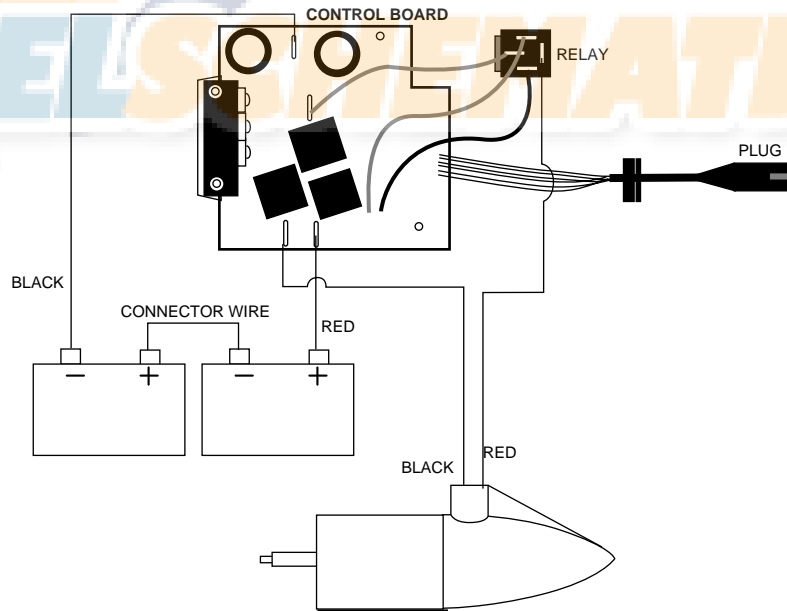 CONTROL BOARD
RELAY
PLUG
BLACK
CONNECTOR WIRE
RED
− + − +
BLACK
RED